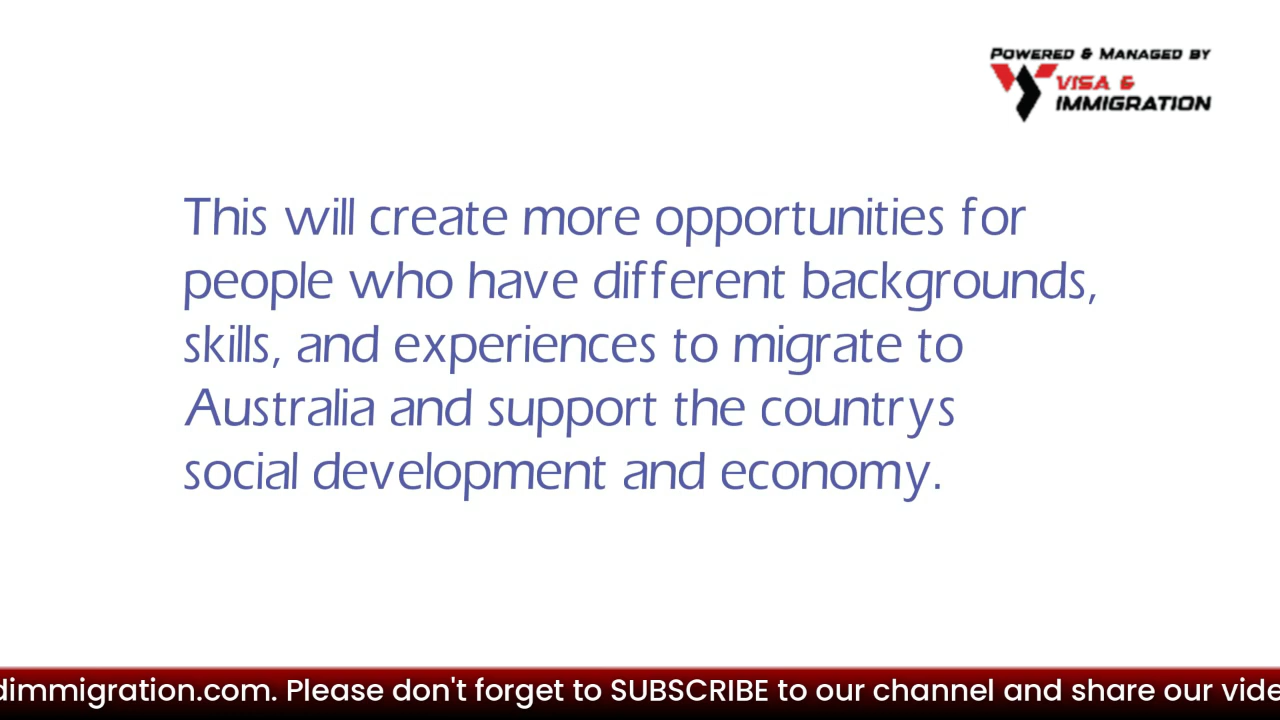 POWERED & MANAGED BY
VISA &
IMMIGRATION
This will create more opportunities for
people who have different backgrounds,
skills, and experiences to migrate to
Australia and support the countrys
social development and economy.
dimmigration.com. Please don't forget to SUBSCRIBE to our channel and share our vide